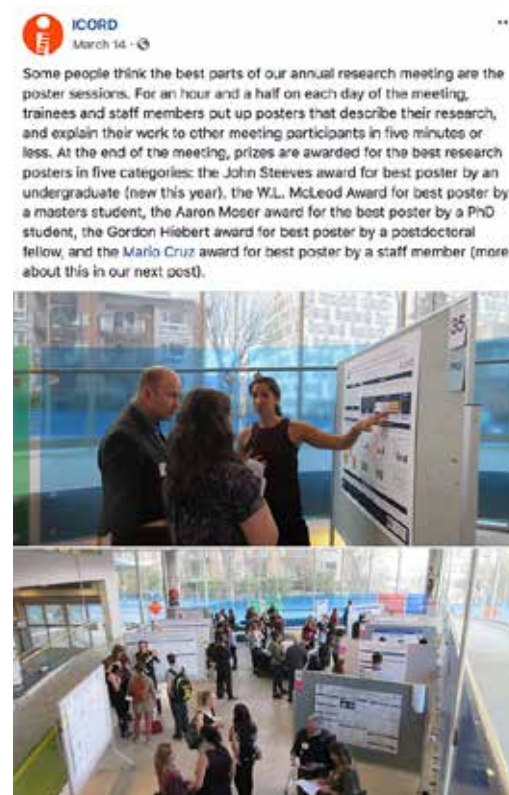 ICORD
March 14 ·
Some people think the best parts of our annual research meeting are the
poster sessions. For an hour and a half on each day of the meeting,
trainees and staff members put up posters that describe their research,
and explain their work to other meeting participants in five minutes or
less. At the end of the meeting, prizes are awarded for the best research
posters in five categories: the John Steeves award for best poster by an
undergraduate (new this year), the W.L. McLeod Award for best poster by
a masters student, the Aaron Moser award for the best poster by a PhD
student, the Gordon Hiebert award for best poster by a postdoctoral
fellow, and the Mario Cruz award for best poster by a staff member (more
about this in our next post).
35